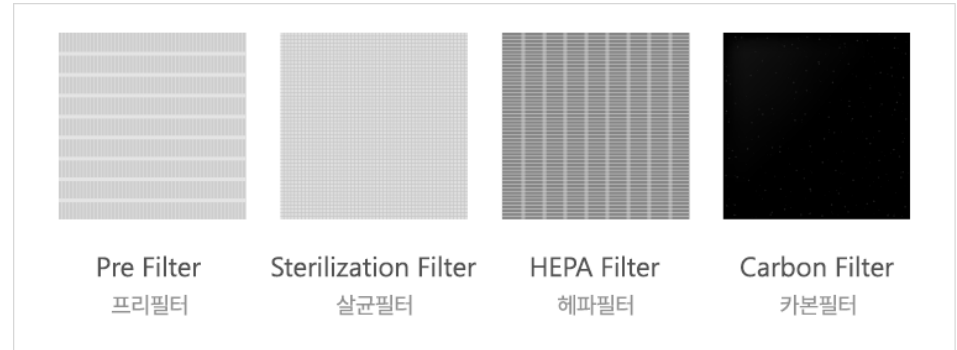 Pre Filter
프리필터
Sterilization Filter
살균필터
HEPA Filter
헤파필터
Carbon Filter
카본필터